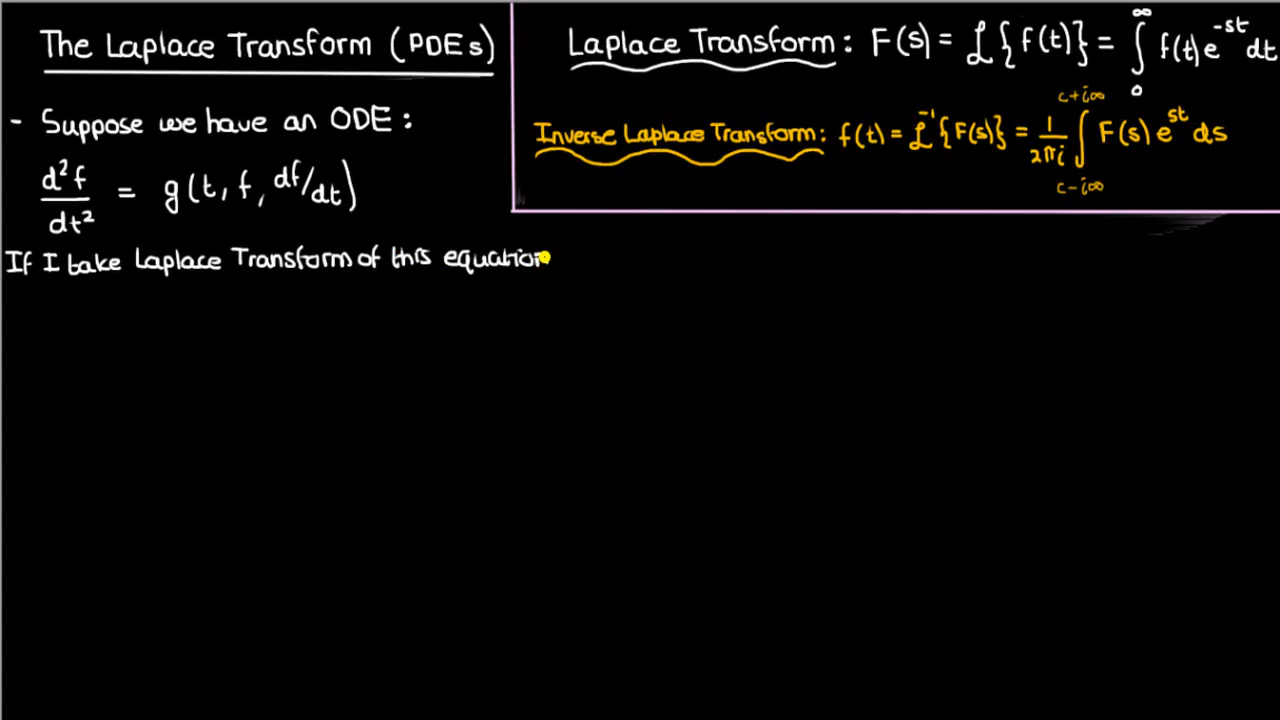 The Laplace Transform (PDEs)
- Suppose we have an ODE:
d²f/dt² = g(t, f, df/dt)
If I take Laplace Transform of this equation
Laplace Transform: F(s) = ℒ{f(t)} = ∫₀^∞ f(t) e^{-st} dt
Inverse Laplace Transform: f(t) = ℒ⁻¹{F(s)} = 1/2πi ∫_{c-i∞}^{c+i∞} F(s) e^{st} ds